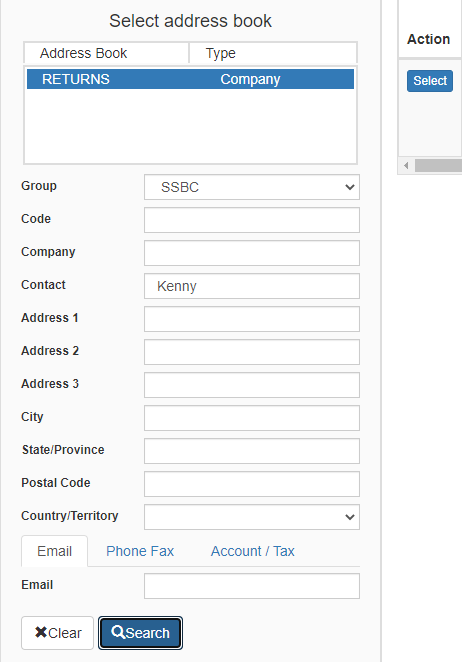 Select address book
Address Book Type
RETURNS Company
Action
Select
Group SSBC
Code
Company
Contact Kenny
Address 1
Address 2
Address 3
City
State/Province
Postal Code
Country/Territory
Email Phone Fax Account / Tax
Email
Clear Search